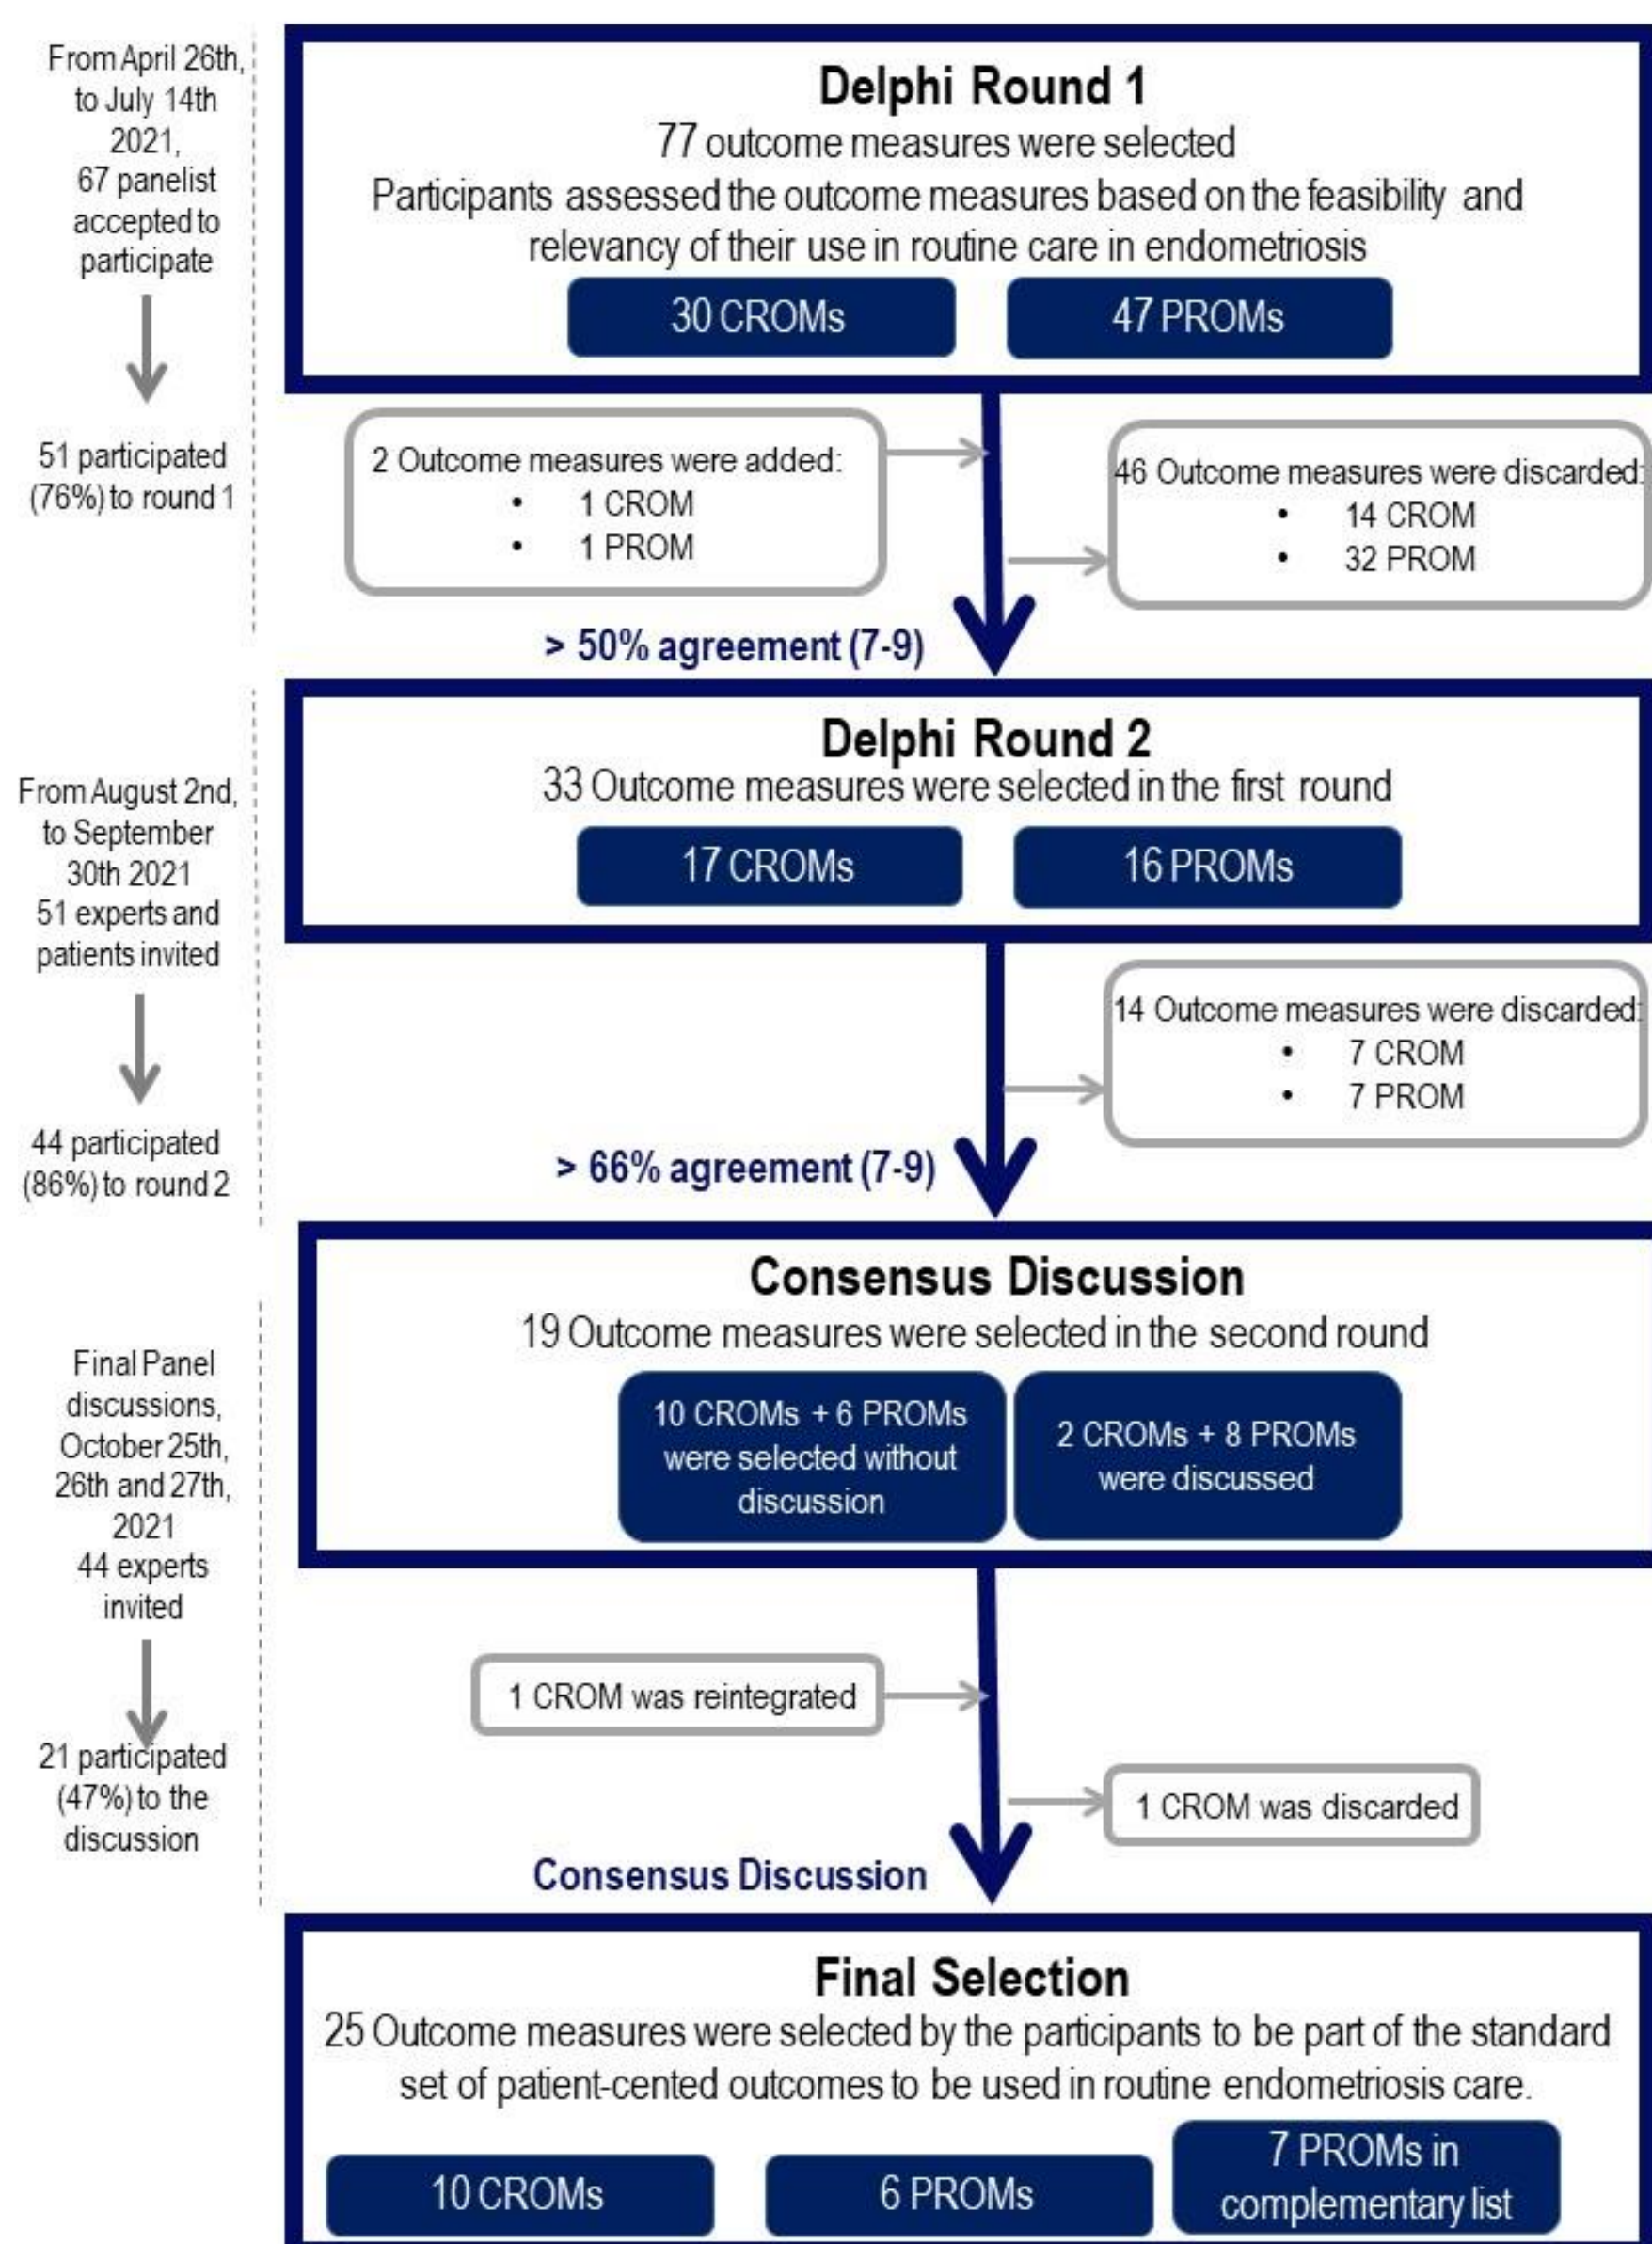 From April 26th,
to July 14th
2021,
67 panelist
accepted to
participate
51 participated
(76%) to round 1
Delphi Round 1
77 outcome measures were selected
Participants assessed the outcome measures based on the feasibility and
relevancy of their use in routine care in endometriosis
30 CROMs
47 PROMs
2 Outcome measures were added:
• 1 CROM
• 1 PROM
46 Outcome measures were discarded:
• 14 CROM
• 32 PROM
> 50% agreement (7-9)
From August 2nd,
to September
30th 2021
51 experts and
patients invited
44 participated
(86%) to round 2
Delphi Round 2
33 Outcome measures were selected in the first round
17 CROMs
16 PROMs
14 Outcome measures were discarded:
• 7 CROM
• 7 PROM
> 66% agreement (7-9)
Final Panel
discussions,
October 25th,
26th and 27th,
2021
44 experts
invited
21 participated
(47%) to the
discussion
Consensus Discussion
19 Outcome measures were selected in the second round
10 CROMs + 6 PROMs
were selected without
discussion
2 CROMs + 8 PROMs
were discussed
1 CROM was reintegrated
1 CROM was discarded
Consensus Discussion
Final Selection
25 Outcome measures were selected by the participants to be part of the standard
set of patient-cented outcomes to be used in routine endometriosis care.
10 CROMs
6 PROMs
7 PROMs in
complementary list